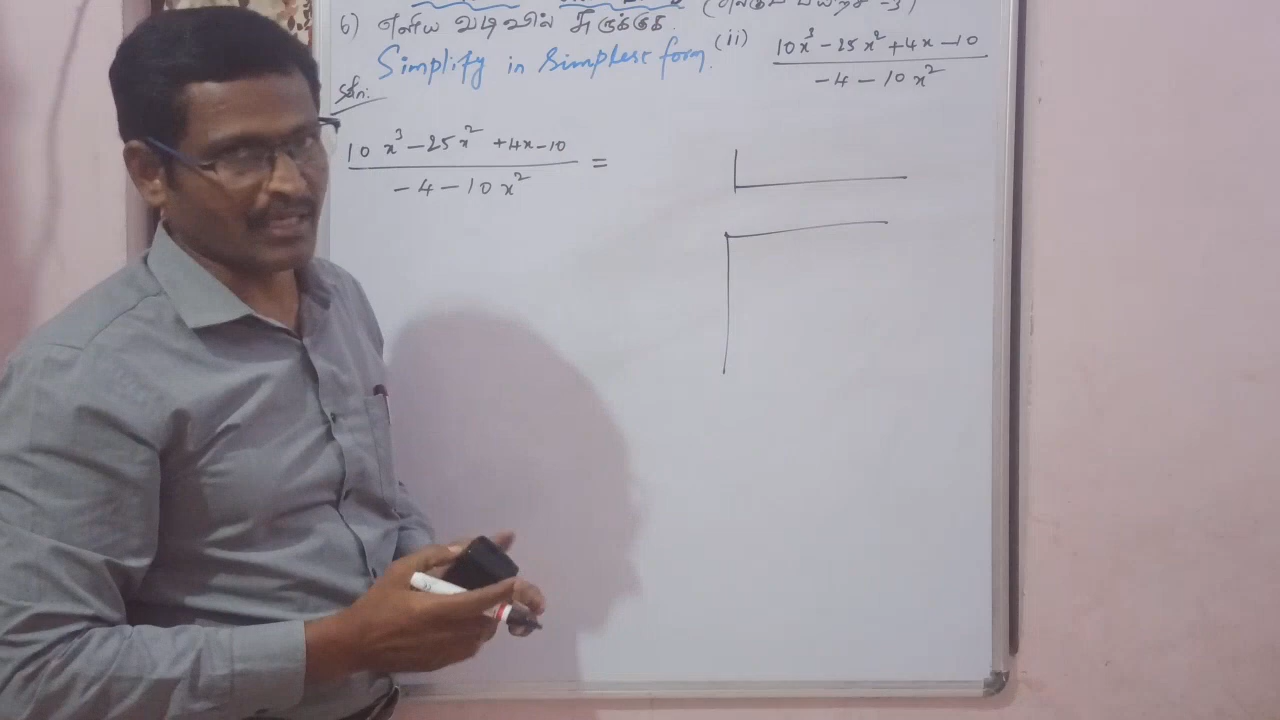 6) எளிய வடிவில் சுருக்குக.
Simplify in Simplest form. (ii) 10x³ - 25x² + 4x - 10 / -4 - 10x²
Soln:
10x³ - 25x² + 4x - 10 / -4 - 10x² =